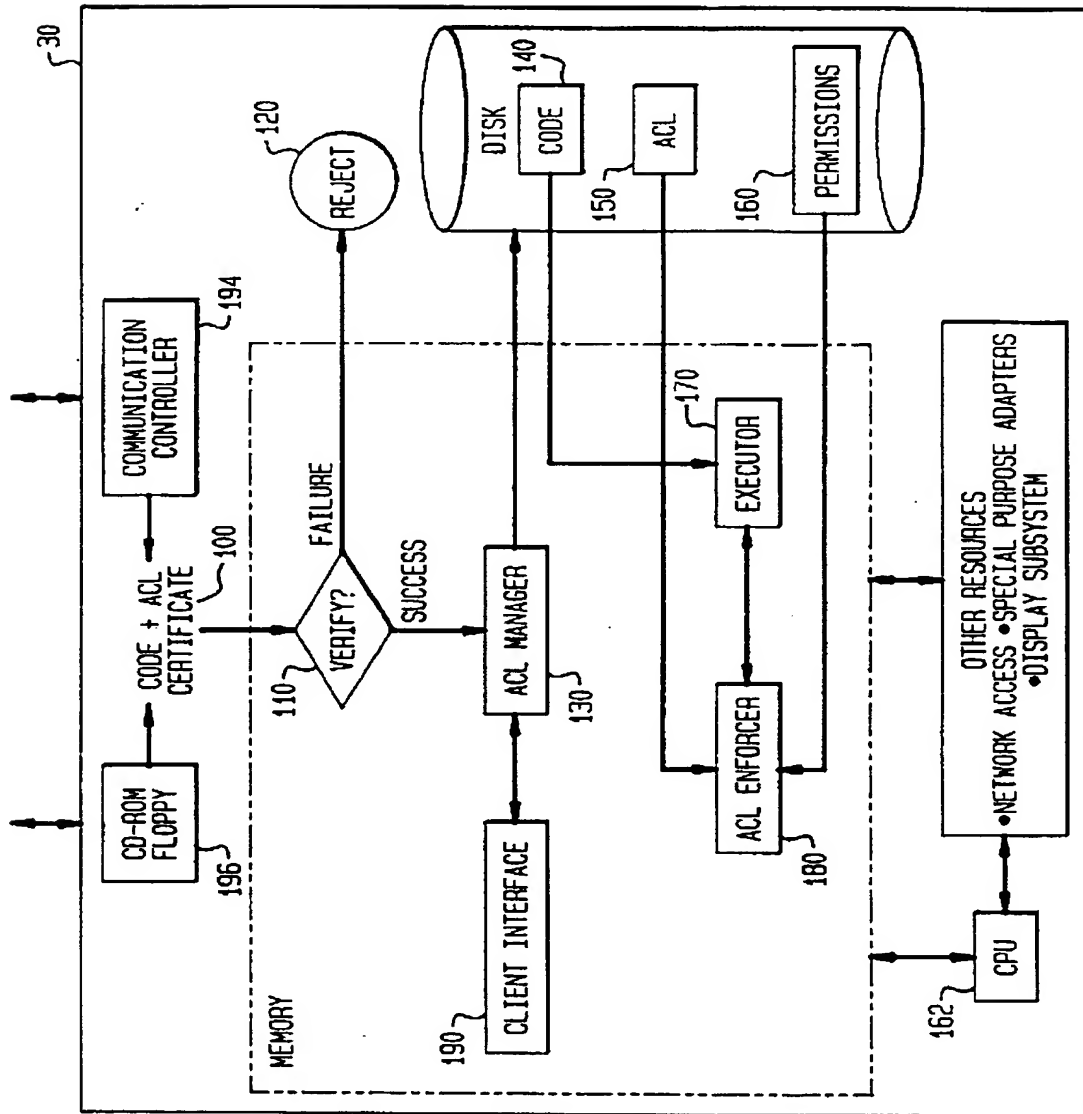 30
CD-ROM
FLOPPY
196
CODE + ACL
CERTIFICATE
100
COMMUNICATION
CONTROLLER
194
MEMORY
VERIFY?
110
FAILURE
SUCCESS
REJECT
120
CLIENT INTERFACE
190
ACL MANAGER
130
DISK
CODE
140
ACL
150
PERMISSIONS
160
ACL ENFORCER
180
EXECUTOR
170
CPU
162
OTHER RESOURCES
•NETWORK ACCESS •SPECIAL PURPOSE ADAPTERS
•DISPLAY SUBSYSTEM